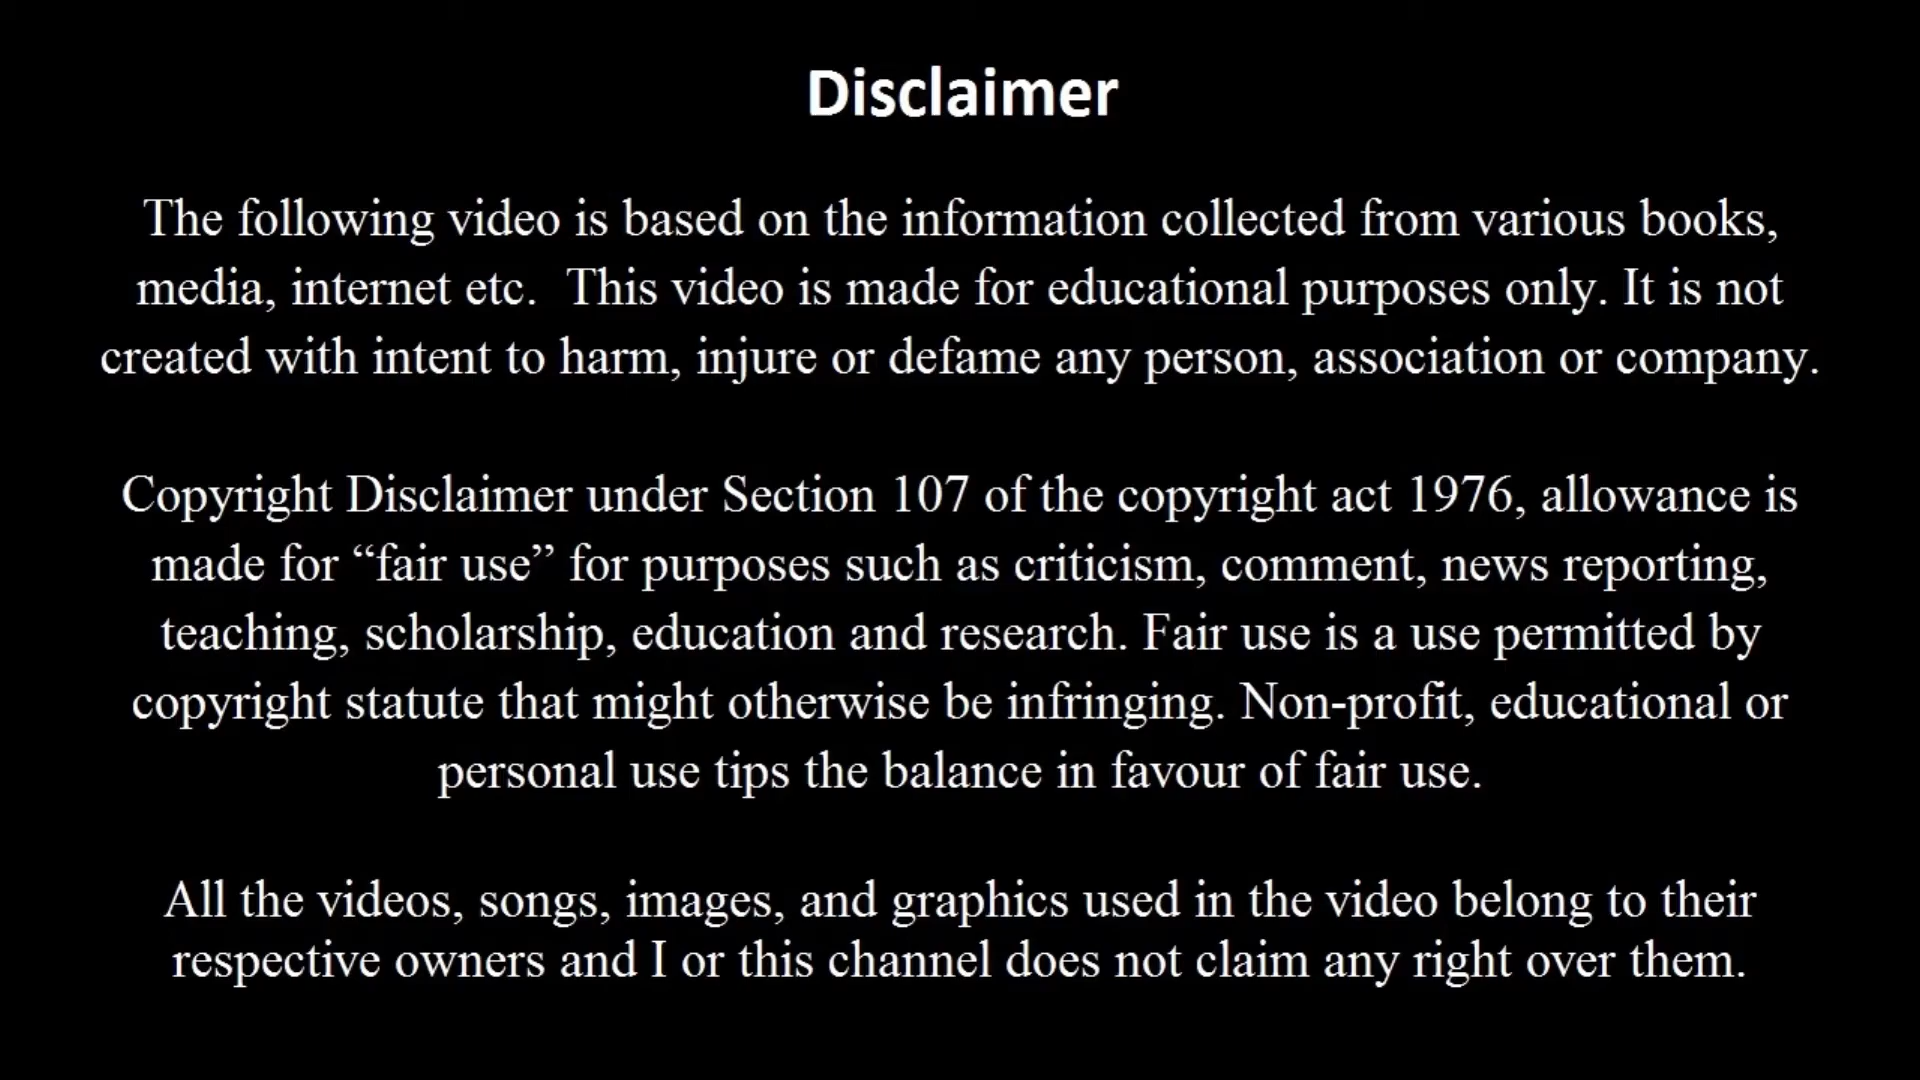 Disclaimer
The following video is based on the information collected from various books,
media, internet etc.  This video is made for educational purposes only. It is not
created with intent to harm, injure or defame any person, association or company.
Copyright Disclaimer under Section 107 of the copyright act 1976, allowance is
made for “fair use” for purposes such as criticism, comment, news reporting,
teaching, scholarship, education and research. Fair use is a use permitted by
copyright statute that might otherwise be infringing. Non-profit, educational or
personal use tips the balance in favour of fair use.
All the videos, songs, images, and graphics used in the video belong to their
respective owners and I or this channel does not claim any right over them.